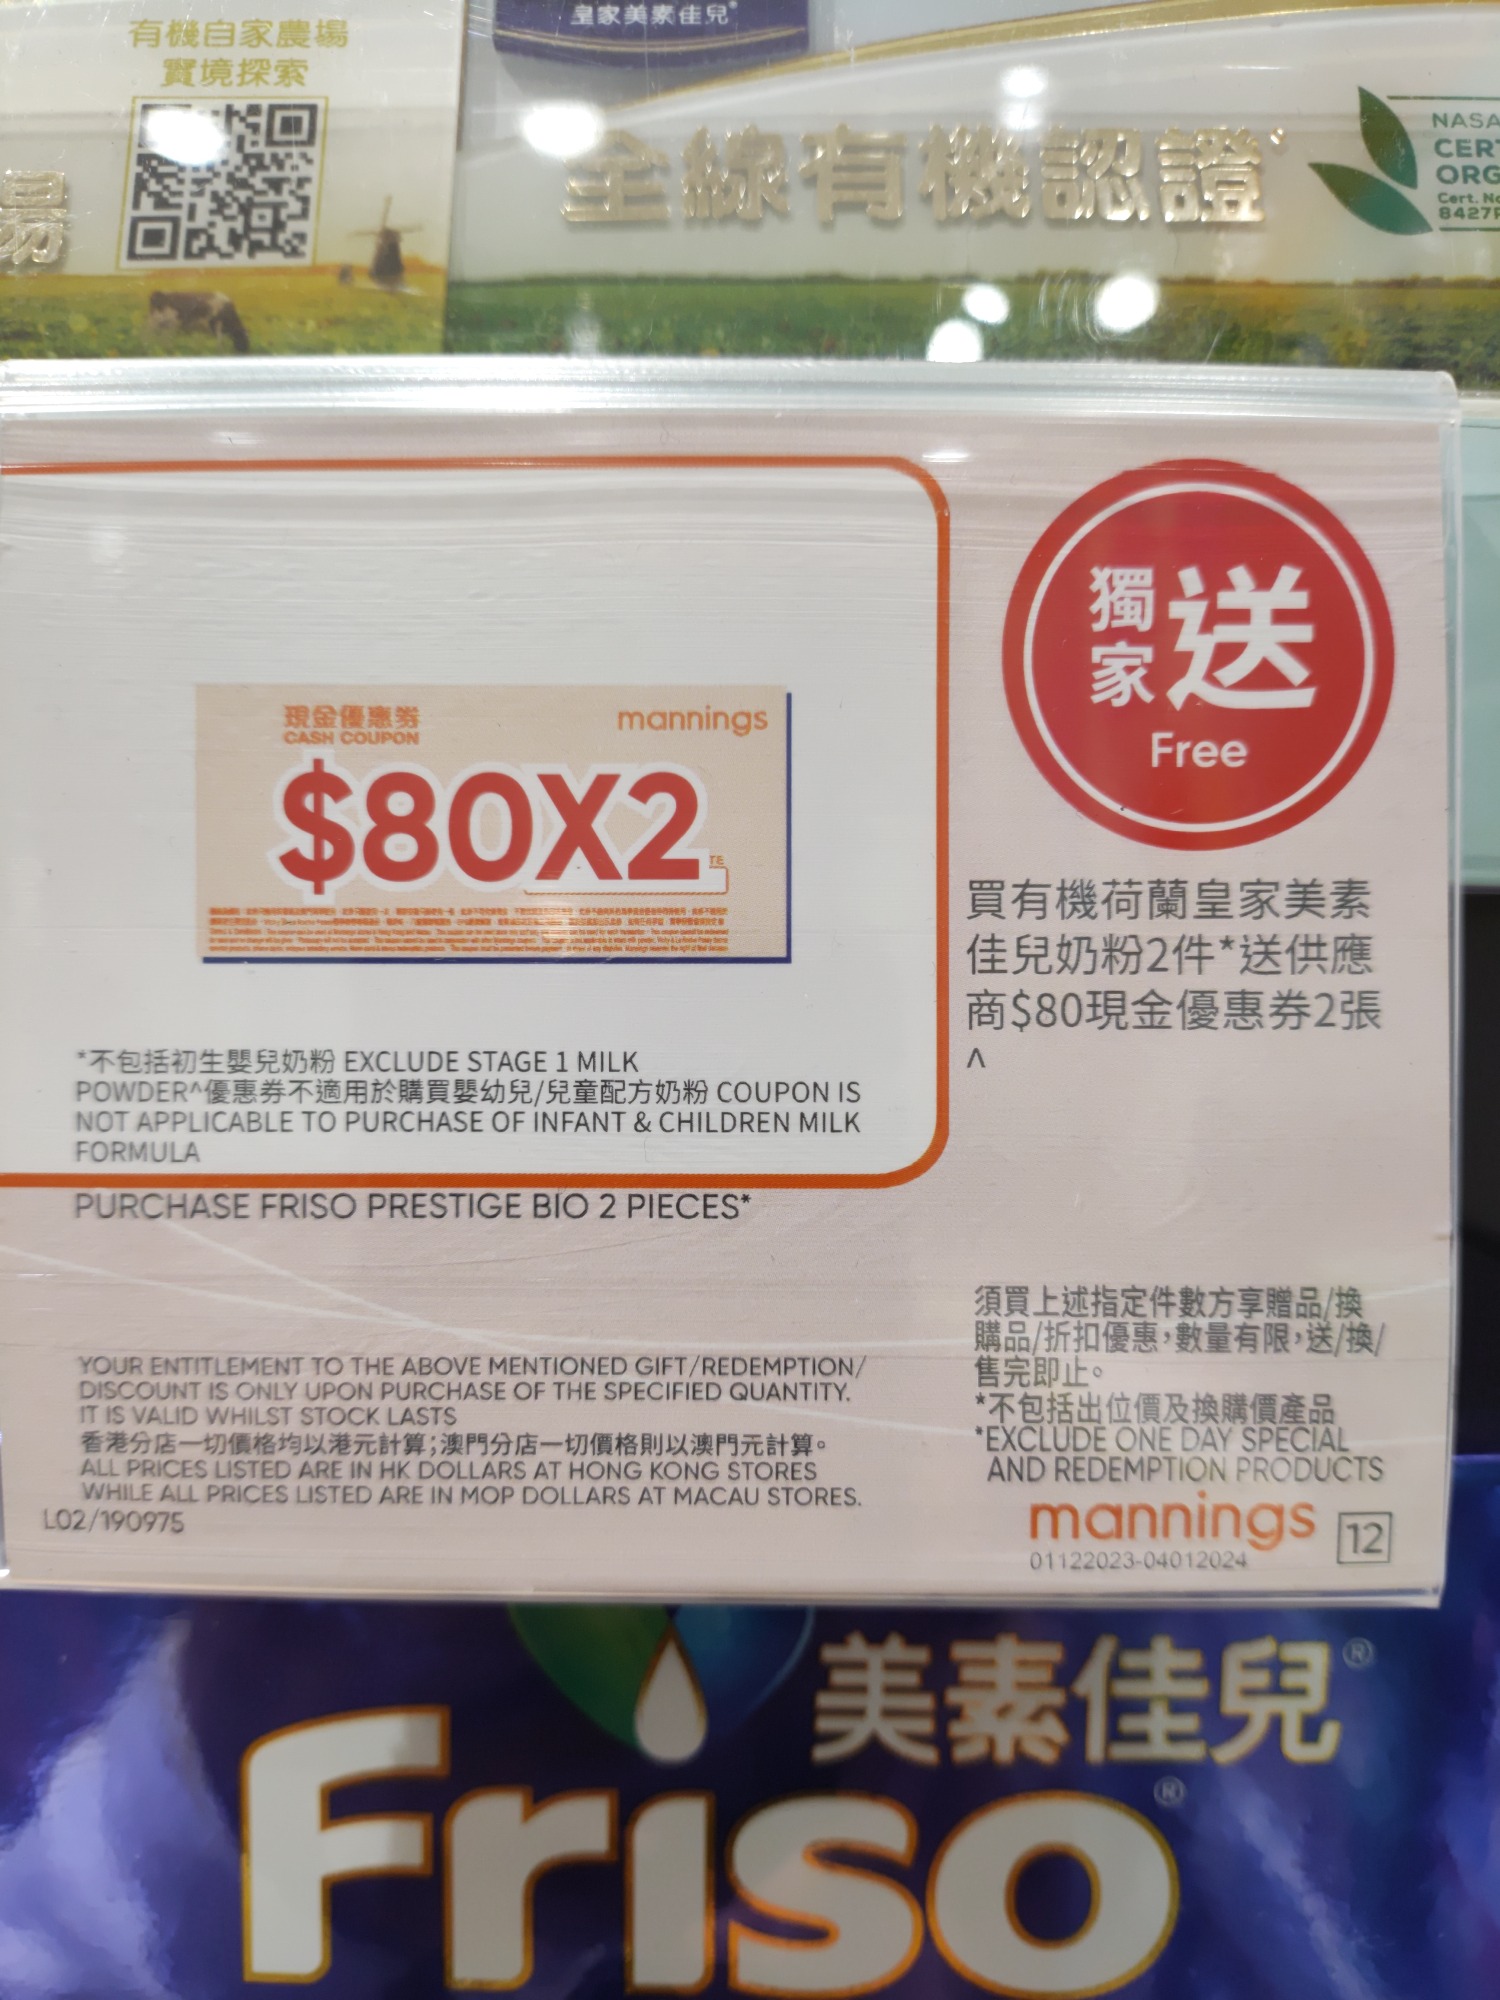 皇家美素佳兒®
有機自家農場
實境探索
易
全線有機認證
NASA
CERT
ORG
Cert. No
8427P
獨家送
Free
現金優惠券
CASH COUPON
mannings
$80X2
TE
買有機荷蘭皇家美素
佳兒奶粉2件*送供應
商$80現金優惠券2張
^
*不包括初生嬰兒奶粉 EXCLUDE STAGE 1 MILK
POWDER^優惠券不適用於購買嬰幼兒/兒童配方奶粉 COUPON IS
NOT APPLICABLE TO PURCHASE OF INFANT & CHILDREN MILK
FORMULA
PURCHASE FRISO PRESTIGE BIO 2 PIECES*
須買上述指定件數方享贈品/換
購品/折扣優惠,數量有限,送/換/
售完即止。
*不包括出位價及換購價產品
*EXCLUDE ONE DAY SPECIAL
AND REDEMPTION PRODUCTS
YOUR ENTITLEMENT TO THE ABOVE MENTIONED GIFT/REDEMPTION/
DISCOUNT IS ONLY UPON PURCHASE OF THE SPECIFIED QUANTITY.
IT IS VALID WHILST STOCK LASTS
香港分店一切價格均以港元計算;澳門分店一切價格則以澳門元計算。
ALL PRICES LISTED ARE IN HK DOLLARS AT HONG KONG STORES
WHILE ALL PRICES LISTED ARE IN MOP DOLLARS AT MACAU STORES.
L02/190975
mannings 12
01122023-04012024
美素佳兒®
Friso®